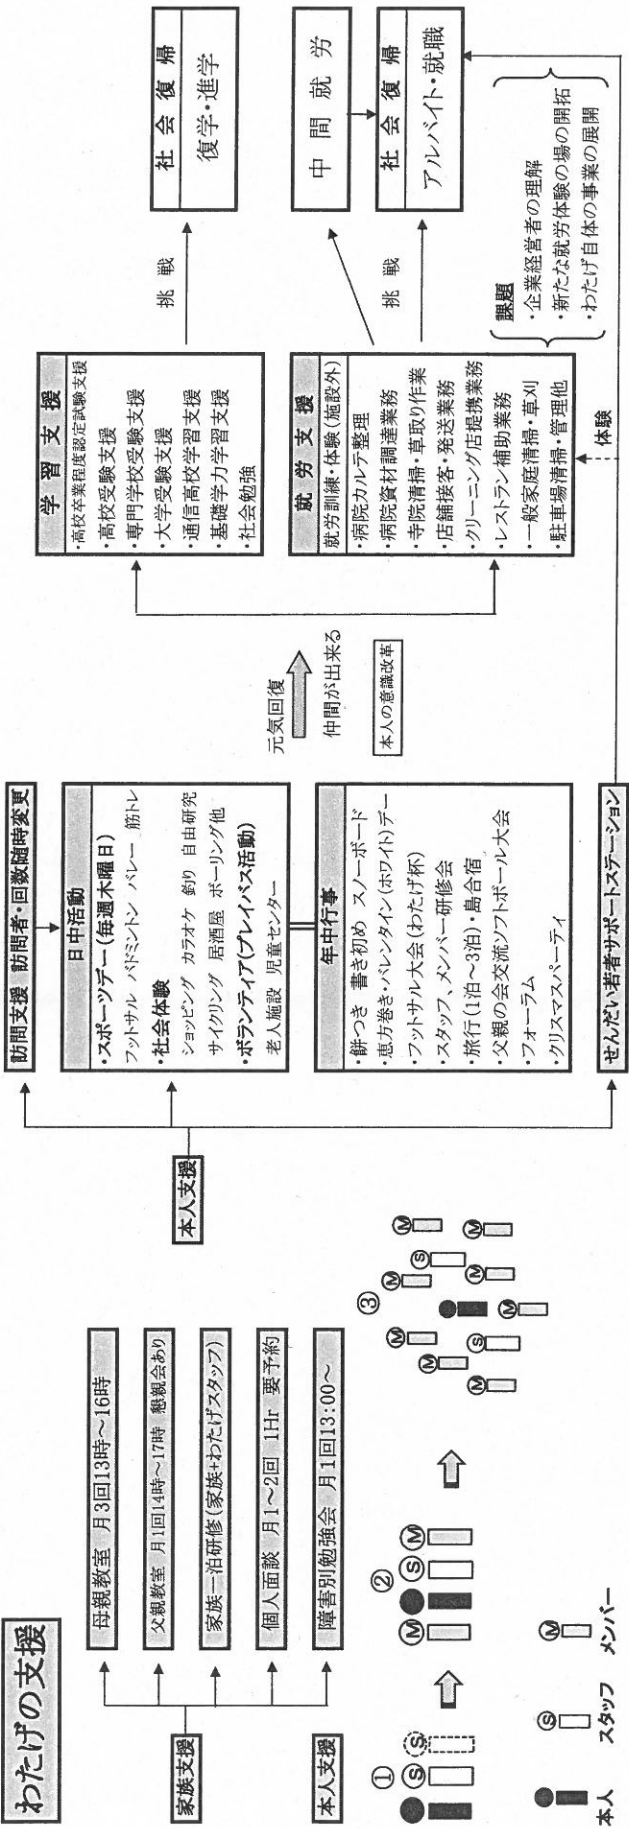 わたげの支援
家族支援
母親教室 月3回13時～16時
父親教室 月1回14時～17時 懇親会あり
家族一泊研修(家族+わたげスタッフ)
個人面談 月1～2回 1Hr 要予約
障害別勉強会 月1回13:00～
本人支援
①
S
S
②
M
S
M
③
M
M
M
M
S
S
M
M
M
M
本人
S
スタッフ
M
メンバー
本人支援
訪問支援 訪問者・回数随時変更
日中活動
・スポーツデー(毎週木曜日)
フットサル バドミントン バレー 筋トレ
・社会体験
ショッピング カラオケ 釣り 自由研究
サイクリング 居酒屋 ボーリング他
・ボランティア(プレイパス活動)
老人施設 児童センター
年中行事
・餅つき 書き初め スノーボード
・恵方巻き・バレンタイン(ホワイト)デー
・フットサル大会(わたげ杯)
・スタッフ、メンバー研修会
・旅行(1泊～3泊)・島合宿
・父親の会交流ソフトボール大会
・フォーラム
・クリスマスパーティ
せんだい若者サポートステーション
元気回復
仲間が出来る
本人の意識改革
学習支援
・高校卒業程度認定試験支援
・高校受験支援
・専門学校受験支援
・大学受験支援
・通信高校学習支援
・基礎学力学習支援
・社会勉強
就労支援
就労訓練・体験(施設外)
・病院カルテ整理
・病院資材調達業務
・寺院清掃・草取り作業
・店舗接客・発送業務
・クリーニング店提携業務
・レストラン補助業務
・一般家庭清掃・草刈
・駐車場清掃・管理他
体験
挑戦
社会復帰
復学・進学
中間就労
挑戦
社会復帰
アルバイト・就職
課題
・企業経営者の理解
・新たな就労体験の場の開拓
・わたげ自体の事業の展開